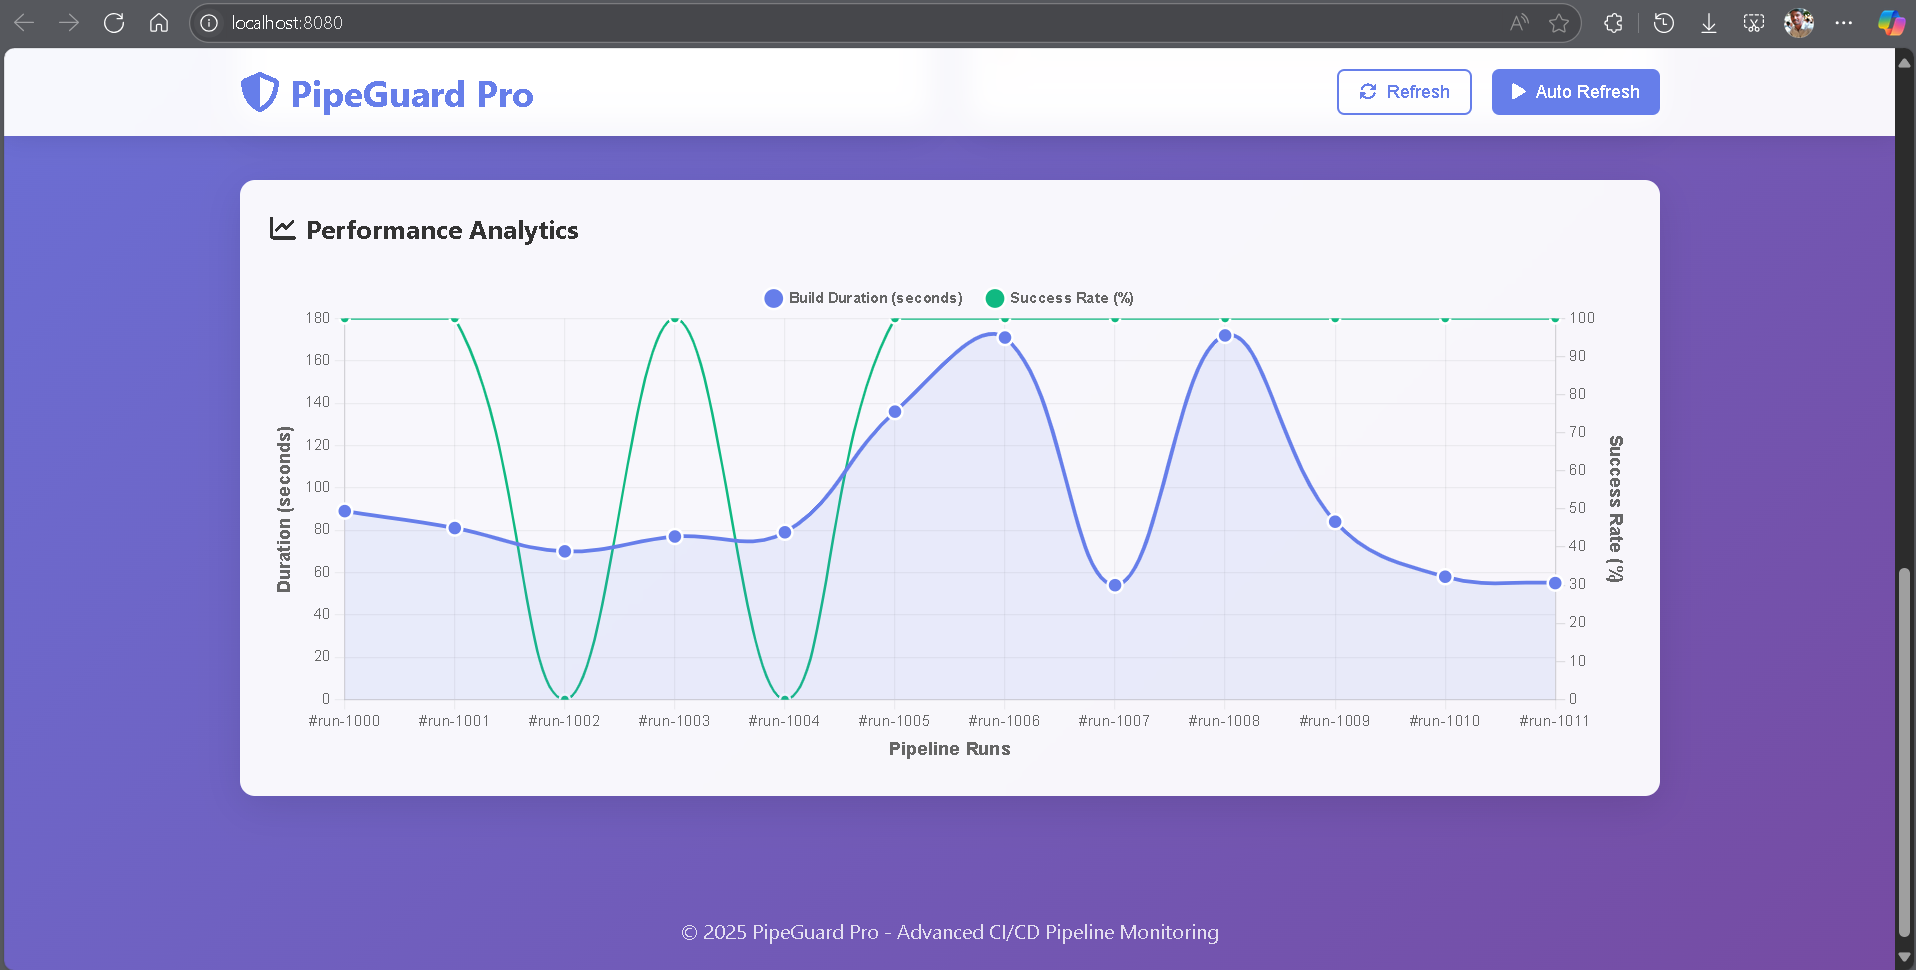 localhost:8080
PipeGuard Pro
Refresh
Auto Refresh
Performance Analytics
Build Duration (seconds)
Success Rate (%)
180
160
140
120
100
80
60
40
20
0
Duration (seconds)
100
90
80
70
60
50
40
30
20
10
0
Success Rate (%)
#run-1000
#run-1001
#run-1002
#run-1003
#run-1004
#run-1005
#run-1006
#run-1007
#run-1008
#run-1009
#run-1010
#run-1011
Pipeline Runs
© 2025 PipeGuard Pro - Advanced CI/CD Pipeline Monitoring